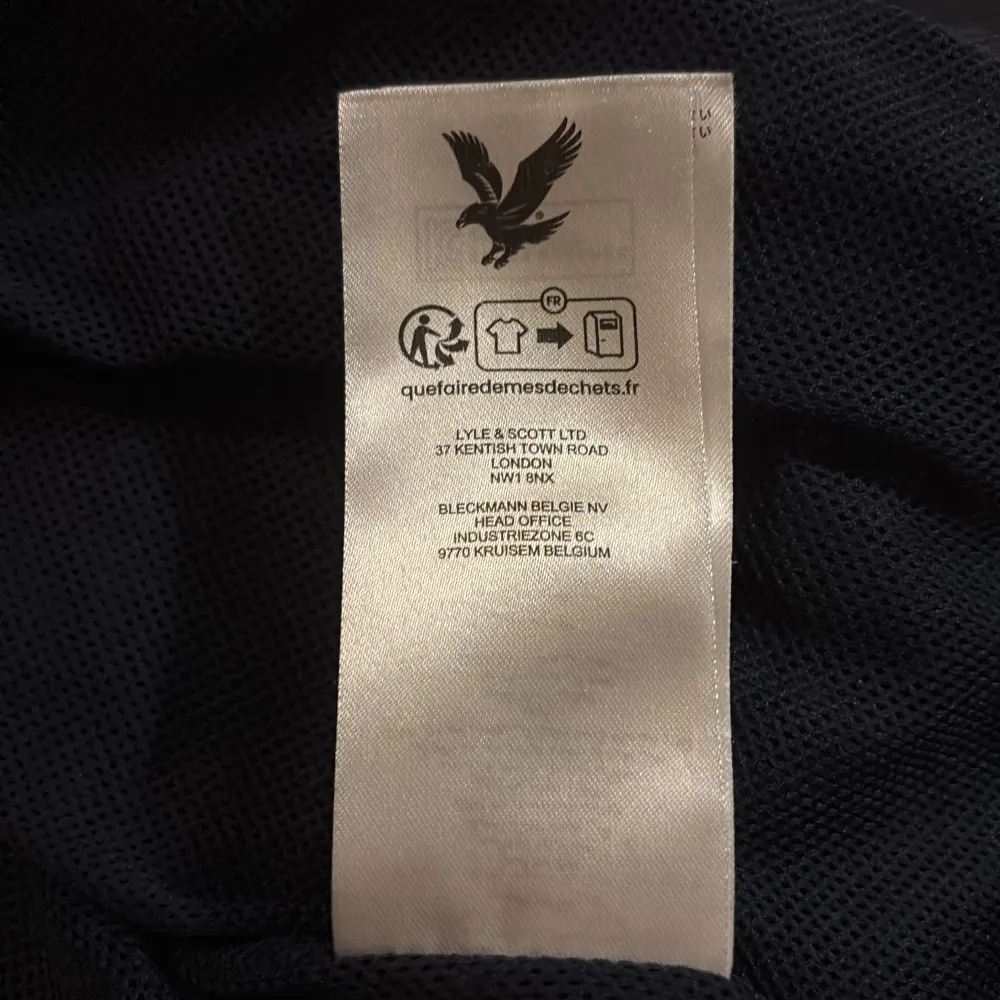 ®
FR
quefairedemesdechets.fr
LYLE & SCOTT LTD
37 KENTISH TOWN ROAD
LONDON
NW1 8NX
BLECKMANN BELGIE NV
HEAD OFFICE
INDUSTRIEZONE 6C
9770 KRUISEM BELGIUM